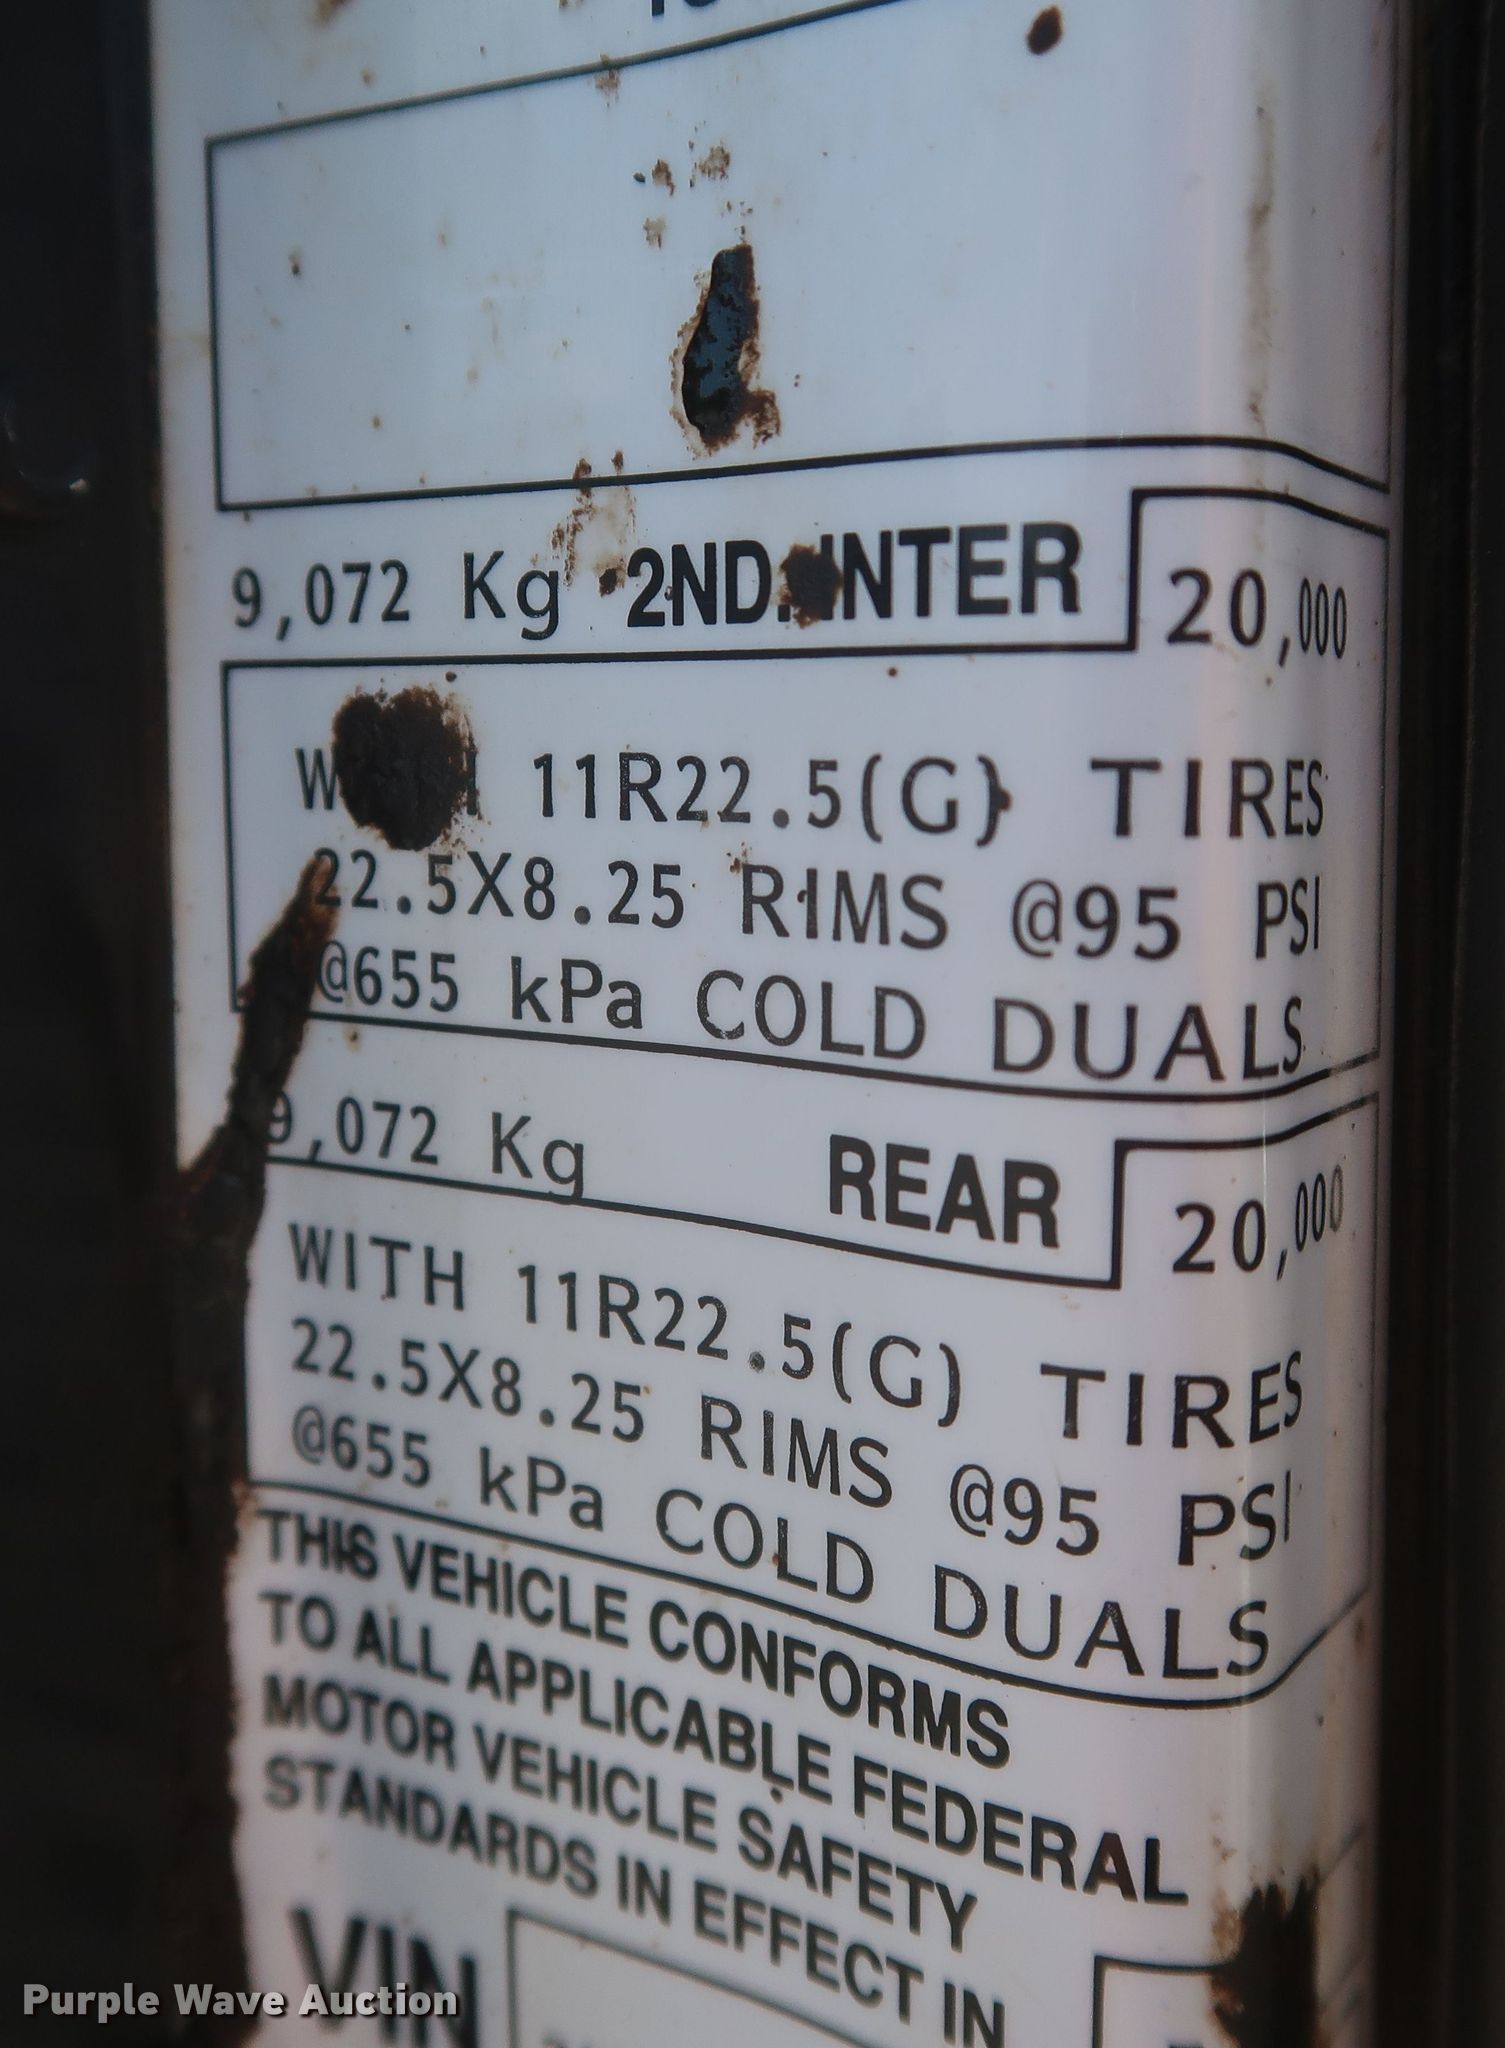 9,072 Kg 2ND. INTER 20,000
11R22.5(G) TIRES
22.5X8.25 RIMS @95 PSI
@655 kPa COLD DUALS
9,072 Kg REAR 20,000
WITH 11R22.5(G) TIRES
22.5X8.25 RIMS @95 PSI
@655 kPa COLD DUALS
THIS VEHICLE CONFORMS
TO ALL APPLICABLE FEDERAL
MOTOR VEHICLE SAFETY
STANDARDS IN EFFECT IN
VIN
Purple Wave Auction